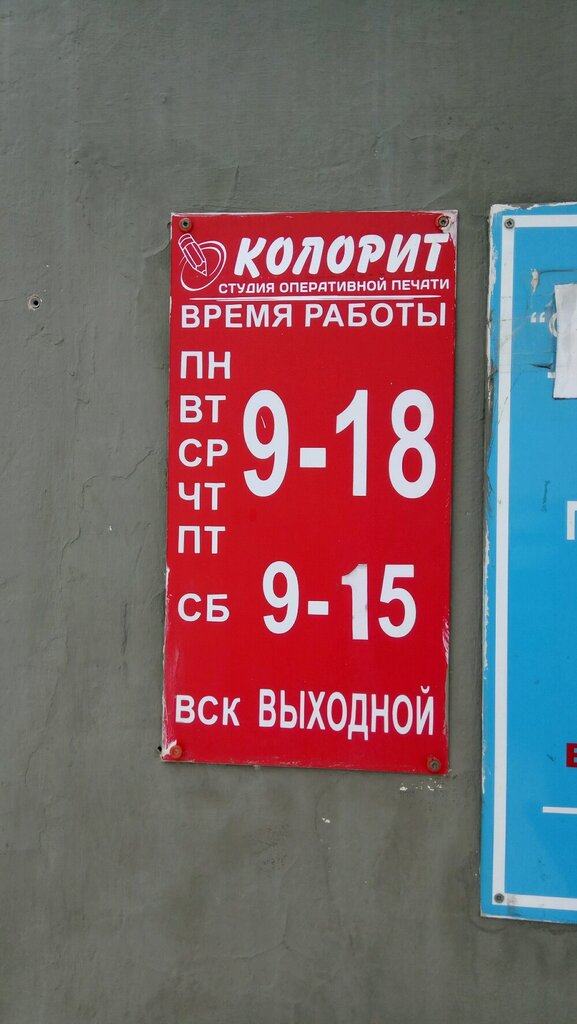 КОЛОРИТ
СТУДИЯ ОПЕРАТИВНОЙ ПЕЧАТИ
ВРЕМЯ РАБОТЫ
ПН
ВТ
СР
ЧТ
ПТ
9-18
СБ 9-15
ВСК ВЫХОДНОЙ